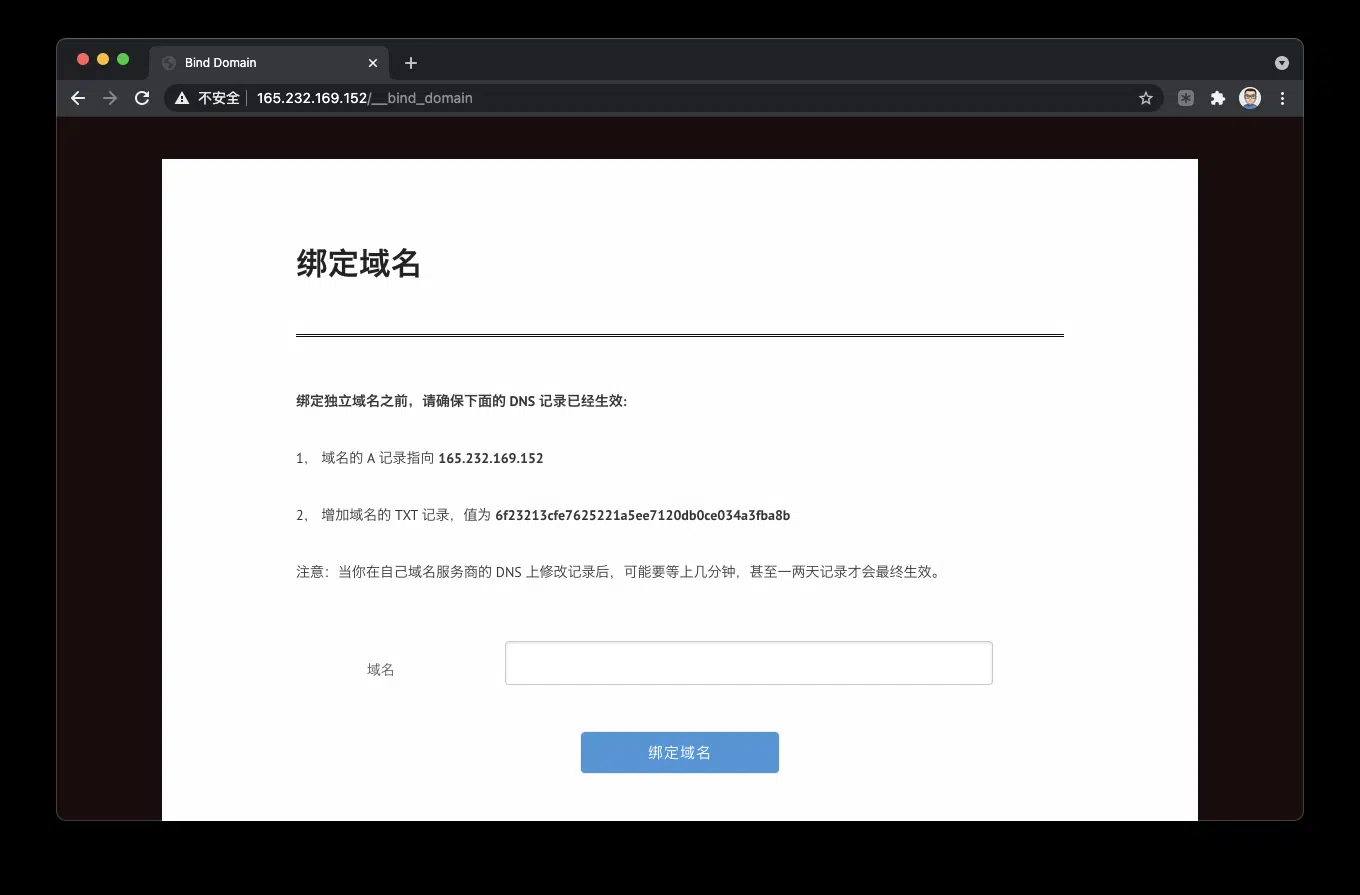 Bind Domain
不安全 165.232.169.152/__bind_domain
绑定域名
绑定独立域名之前，请确保下面的 DNS 记录已经生效:
1， 域名的 A 记录指向 165.232.169.152
2， 增加域名的 TXT 记录，值为 6f23213cfe7625221a5ee7120db0ce034a3fba8b
注意：当你在自己域名服务商的 DNS 上修改记录后，可能要等上几分钟，甚至一两天记录才会最终生效。
域名
绑定域名